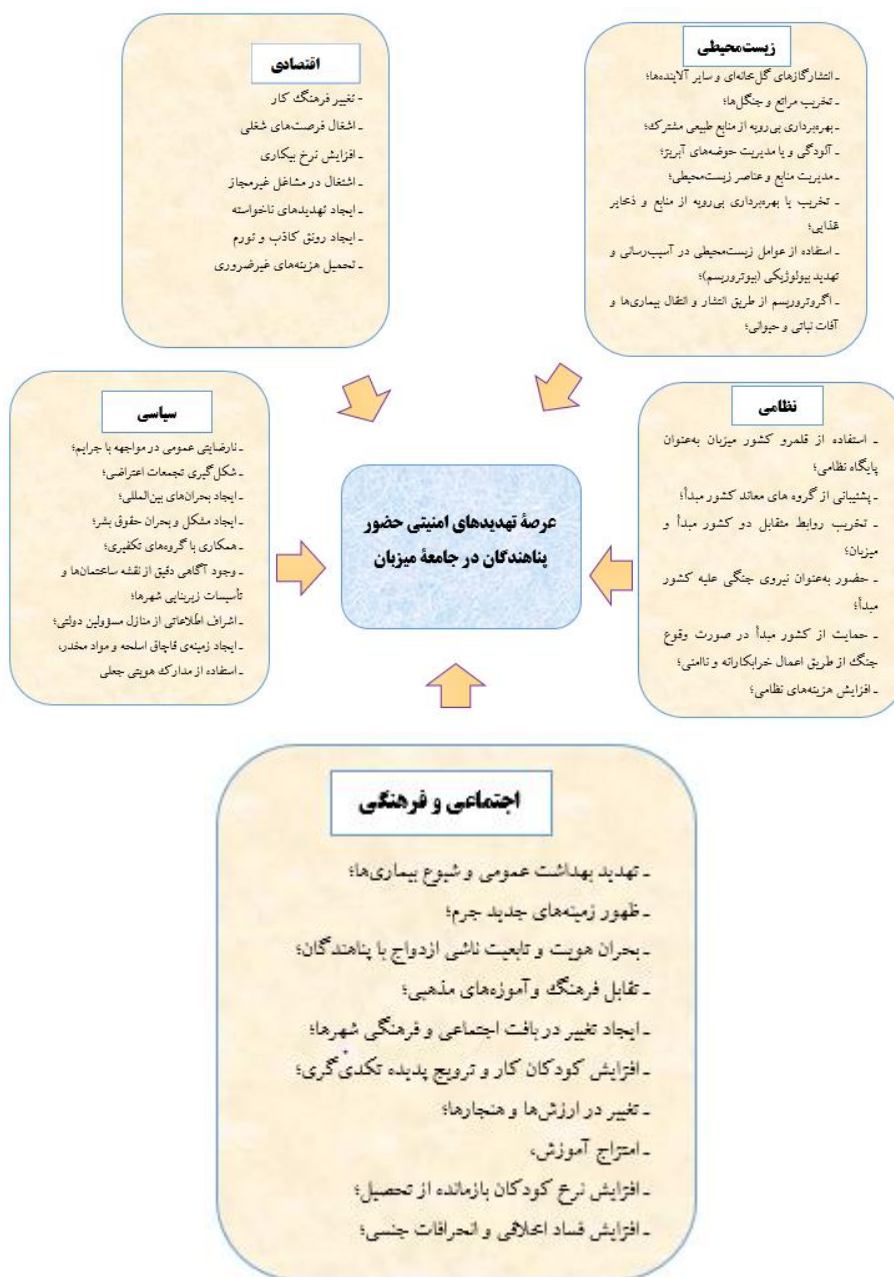 زیست‌محیطی
ـ انتشارگازهای گل‌خانه‌ای و سایر آلاینده‌ها؛
ـ تخریب مراتع و جنگل‌ها؛
ـ بهره‌برداری بی‌رویه از منابع طبیعی مشترک؛
ـ آلودگی و یا مدیریت حوضه‌های آبریز؛
ـ مدیریت منابع و عناصر زیست‌محیطی؛
ـ تخریب یا بهره‌برداری بی‌رویه از منابع و ذخایر
غذایی؛
ـ استفاده از عوامل زیست‌محیطی در آسیب‌رسانی و
تهدید بیولوژیکی (بیوتروریسم)؛
ـ اگروتروریسم از طریق انتشار و انتقال بیماری‌ها و
آفات نباتی و حیوانی؛
اقتصادی
- تغییر فرهنگ کار
ـ اشغال فرصت‌های شغلی
ـ افزایش نرخ بیکاری
ـ اشتغال در مشاغل غیرمجاز
ـ ایجاد تهدیدهای ناخواسته
ـ ایجاد رونق کاذب و تورم
ـ تحمیل هزینه‌های غیرضروری
نظامی
ـ استفاده از قلمرو کشور میزبان به‌عنوان
پایگاه نظامی؛
ـ پشتیبانی از گروه های معاند کشور مبدأ؛
ـ تخریب روابط متقابل دو کشور مبدأ و
میزبان؛
ـ حضور به‌عنوان نیروی جنگی علیه کشور
مبدأ؛
ـ حمایت از کشور مبدأ در صورت وقوع
جنگ از طریق اعمال خرابکارانه و ناامنی؛
ـ افزایش هزینه‌های نظامی؛
عرصۀ تهدیدهای امنیتی حضور
پناهندگان در جامعۀ میزبان
سیاسی
ـ نارضایتی عمومی در مواجهه با جرایم؛
ـ شکل‌گیری تجمعات اعتراضی؛
ـ ایجاد بحران‌های بین‌المللی؛
ـ ایجاد مشکل و بحران حقوق بشر؛
ـ همکاری با گروه‌های تکفیری؛
ـ وجود آگاهی دقیق از نقشه ساختمان‌ها و
تأسیسات زیربنایی شهرها؛
ـ اشراف اطلاعاتی از منازل مسؤولین دولتی؛
ـ ایجاد زمینه‌ی قاچاق اسلحه و مواد مخدر،
ـ استفاده از مدارک هویتی جعلی
اجتماعی و فرهنگی
ـ تهدید بهداشت عمومی و شیوع بیماری‌ها؛
ـ ظهور زمینه‌های جدید جرم؛
ـ بحران هویت و تابعیت ناشی ازدواج با پناهندگان؛
ـ تقابل فرهنگ و آموزه‌های مذهبی؛
ـ ایجاد تغییر در بافت اجتماعی و فرهنگی شهرها؛
ـ افزایش کودکان کار و ترویج پدیده تکدی‌گری؛
ـ تغییر در ارزش‌ها و هنجارها؛
ـ امتزاج آموزش،
ـ افزایش نرخ کودکان بازمانده از تحصیل؛
ـ افزایش فساد اخلاقی و انحرافات جنسی؛